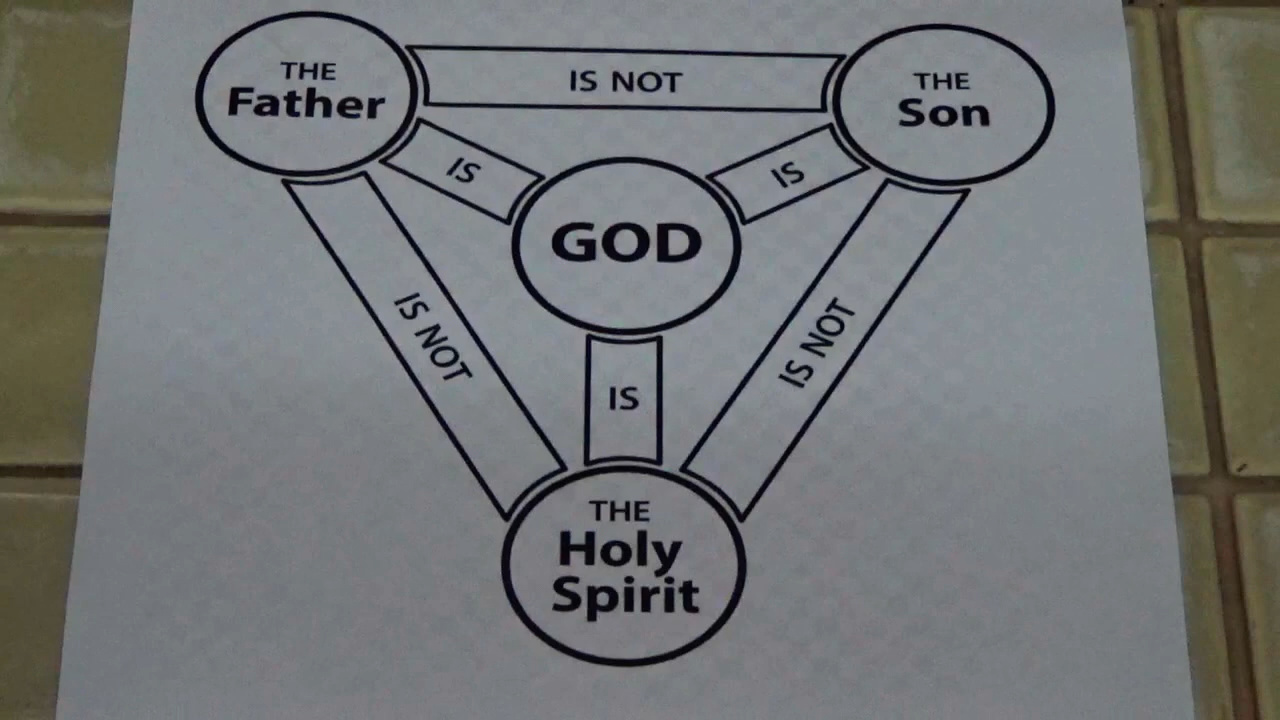 THE
Father
IS NOT
THE
Son
IS
IS
GOD
IS NOT
IS NOT
IS
THE
Holy
Spirit